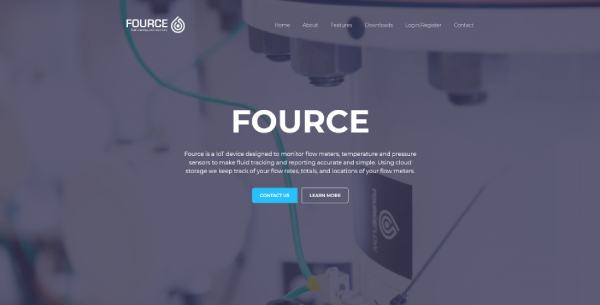 FOURCE
Home About Features Downloads Login/Register Contact
FOURCE
Fource is a IoT device designed to monitor flow meters, temperature and pressure
sensors to make fluid tracking and reporting accurate and simple. Using cloud
storage we keep track of your flow rates, totals, and locations of your flow meters.
CONTACT US LEARN MORE